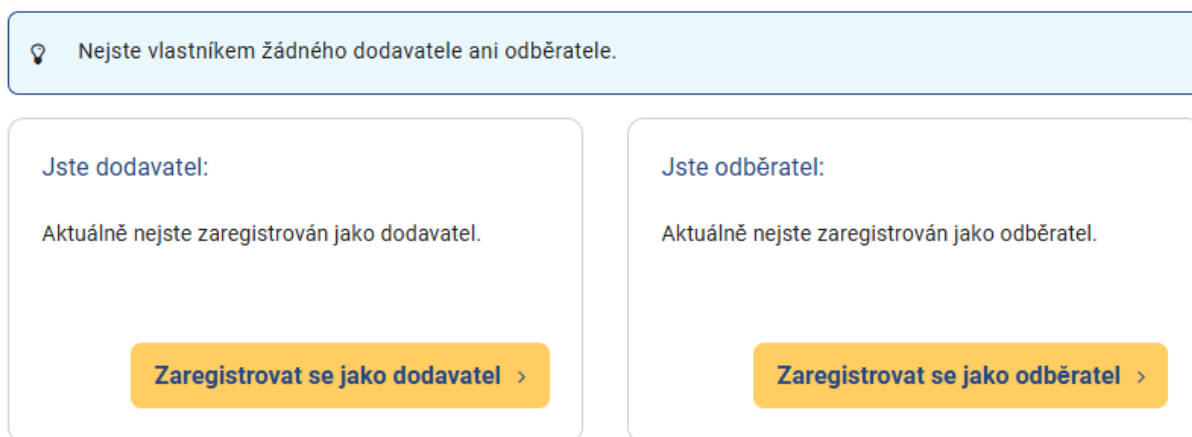 Nejste vlastníkem žádného dodavatele ani odběratele.
Jste dodavatel:
Aktuálně nejste zaregistrován jako dodavatel.
Zaregistrovat se jako dodavatel
Jste odběratel:
Aktuálně nejste zaregistrován jako odběratel.
Zaregistrovat se jako odběratel